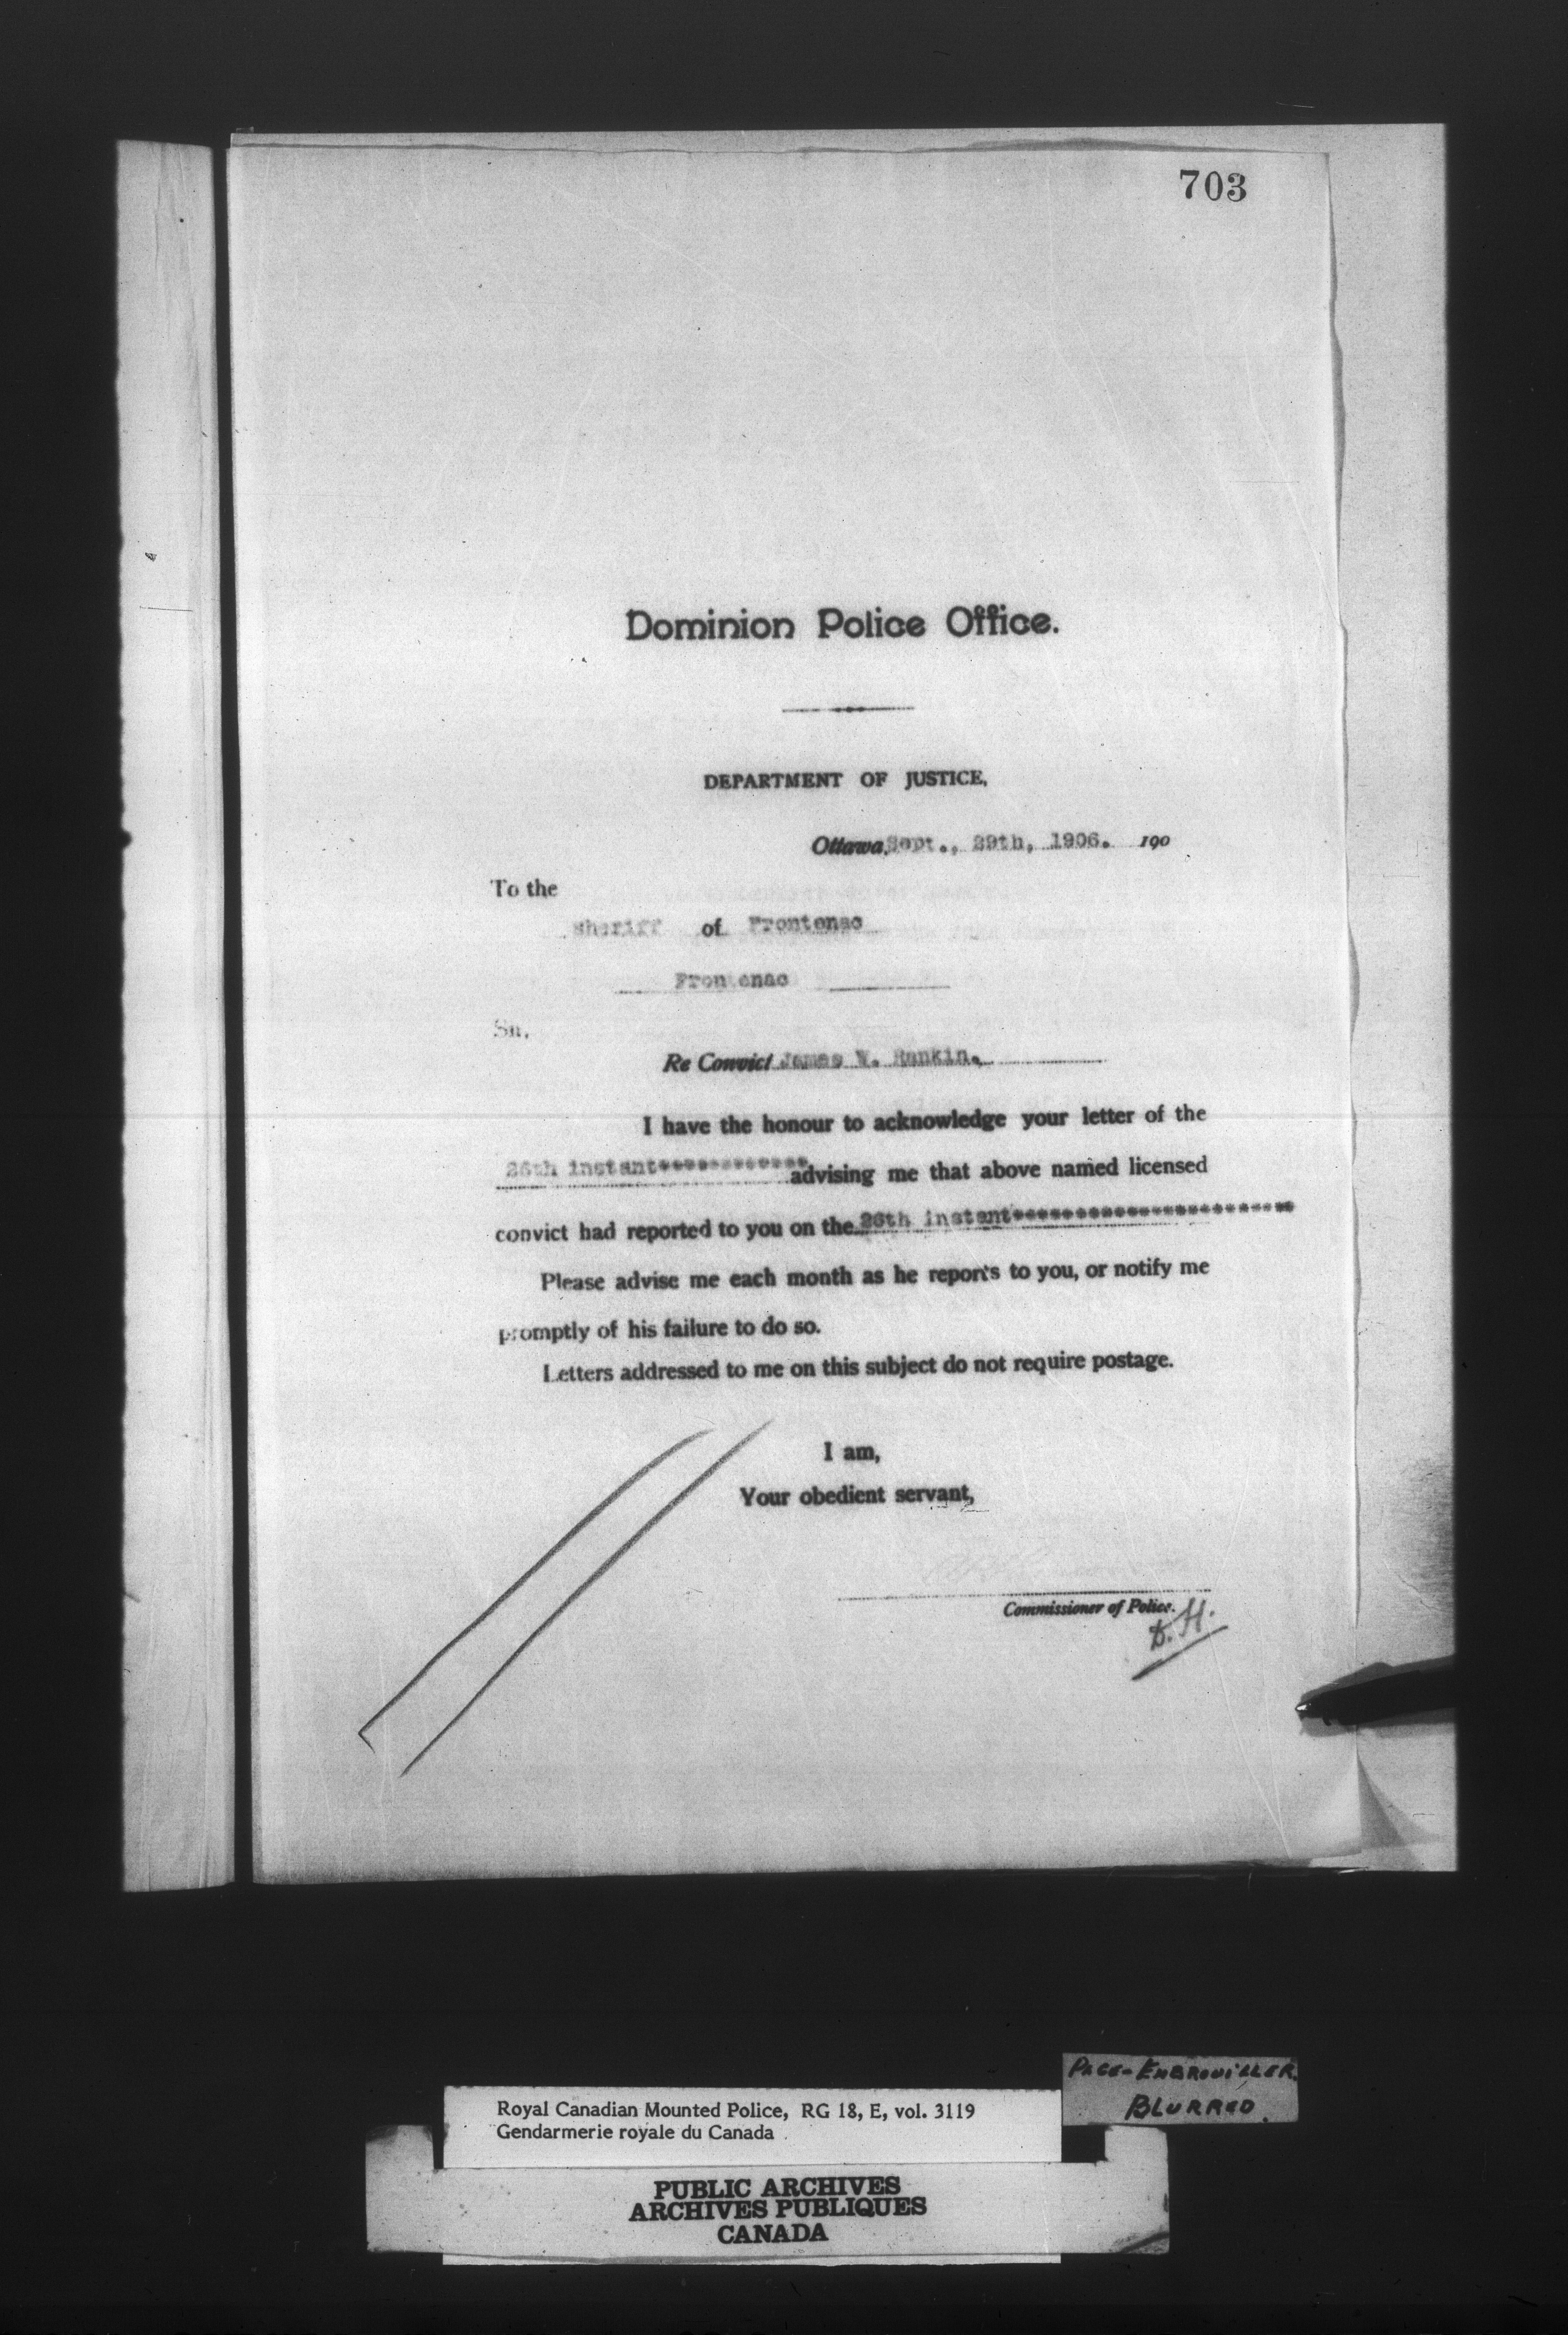 703
Dominion Police Office.
DEPARTMENT OF JUSTICE,
Ottawa, Sept., 29th, 1906. 190
To the
Sheriff of Frontenac
Frontenac
Sir,
Re Convict James W. Rankin.
I have the honour to acknowledge your letter of the
26th instant************ advising me that above named licensed
convict had reported to you on the 26th instant***********************
Please advise me each month as he reports to you, or notify me
promptly of his failure to do so.
Letters addressed to me on this subject do not require postage.
I am,
Your obedient servant,
Commissioner of Police.
D. H.
PAGE-EMBROUILLER.
BLURRED.
Royal Canadian Mounted Police, RG 18, E, vol. 3119
Gendarmerie royale du Canada
PUBLIC ARCHIVES
ARCHIVES PUBLIQUES
CANADA